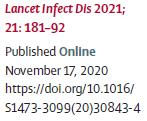 Lancet Infect Dis 2021;
21: 181–92
Published Online
November 17, 2020
https://doi.org/10.1016/
S1473-3099(20)30843-4